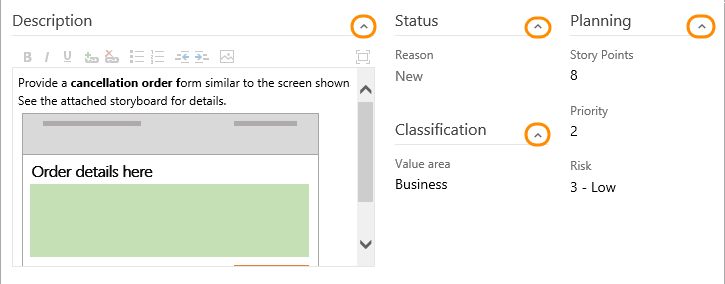 Description
B I U
Provide a cancellation order form similar to the screen shown
See the attached storyboard for details.
Order details here
Status
Reason
New
Classification
Value area
Business
Planning
Story Points
8
Priority
2
Risk
3 - Low